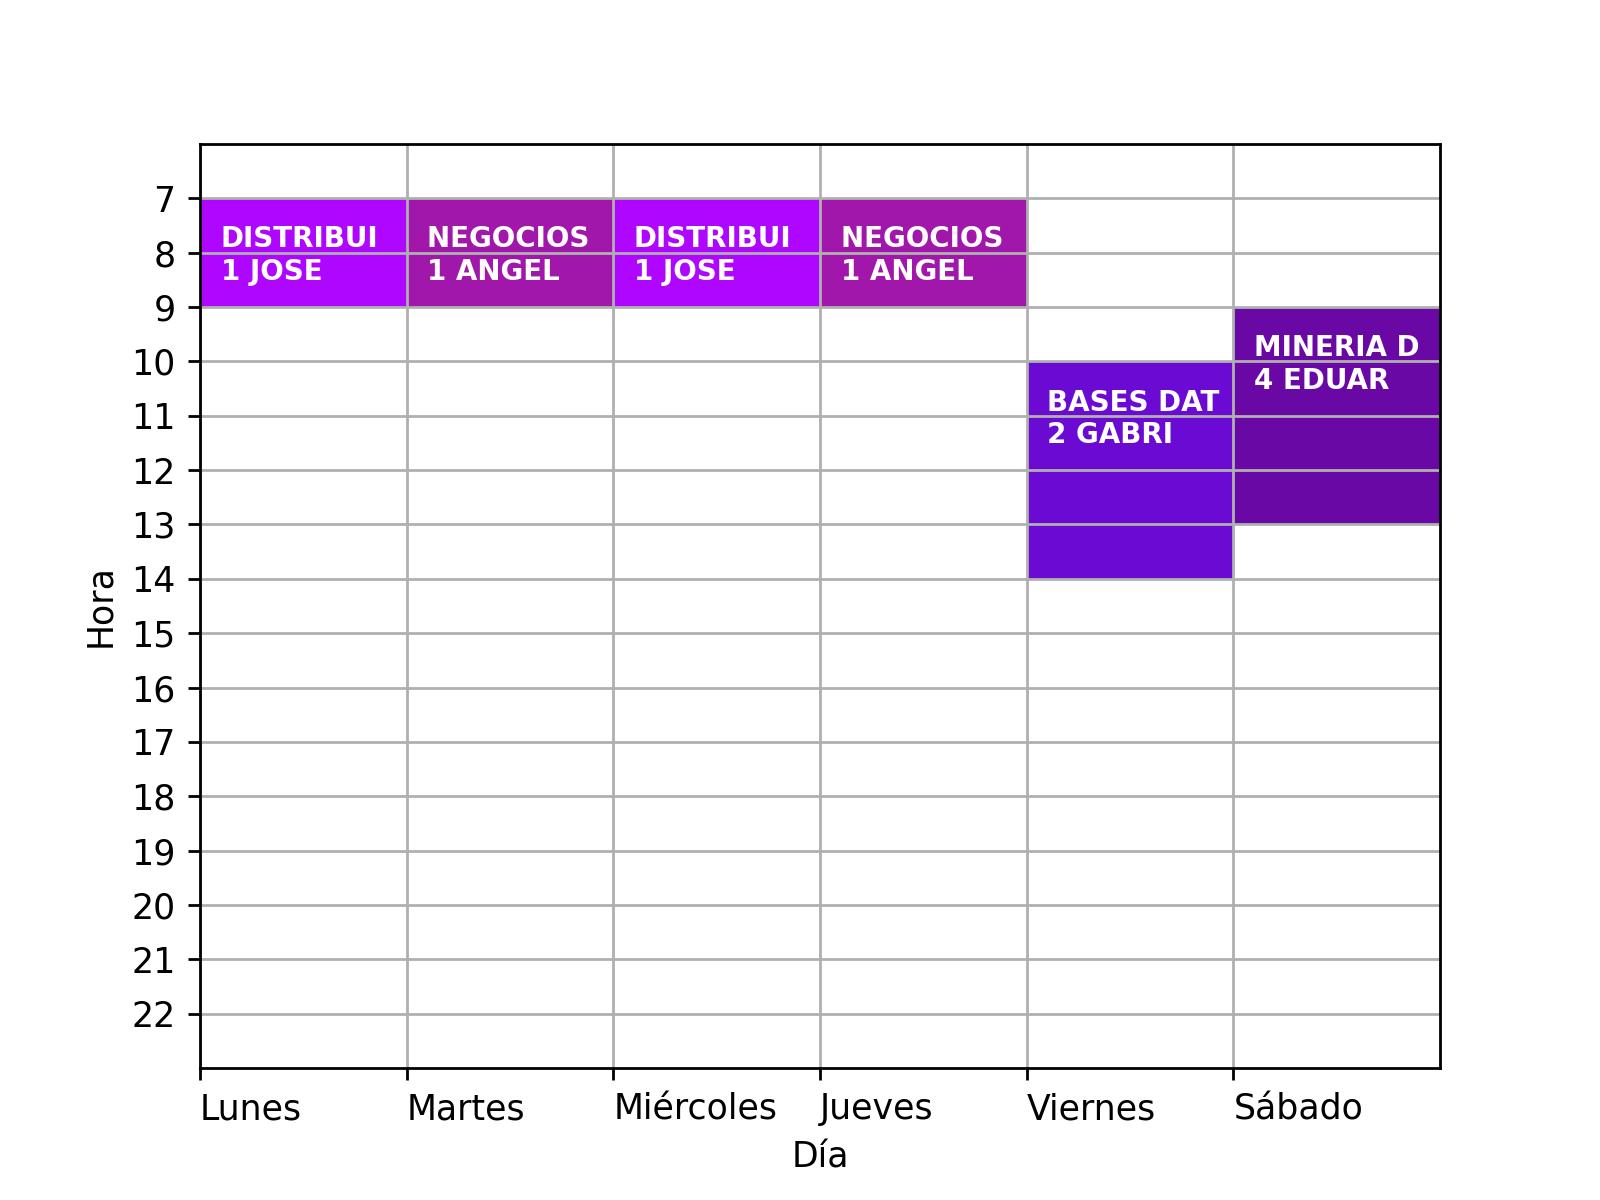 7
DISTRIBUI
1 JOSE
NEGOCIOS
1 ANGEL
DISTRIBUI
1 JOSE
NEGOCIOS
1 ANGEL
8
9
MINERIA D
4 EDUAR
10
BASES DAT
2 GABRI
11
12
13
14
Hora
15
16
17
18
19
20
21
22
Lunes
Martes
Miércoles
Jueves
Viernes
Sábado
Día